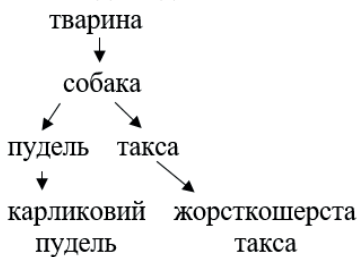 тварина
собака
пудель такса
карликовий жорсткошерста
пудель такса